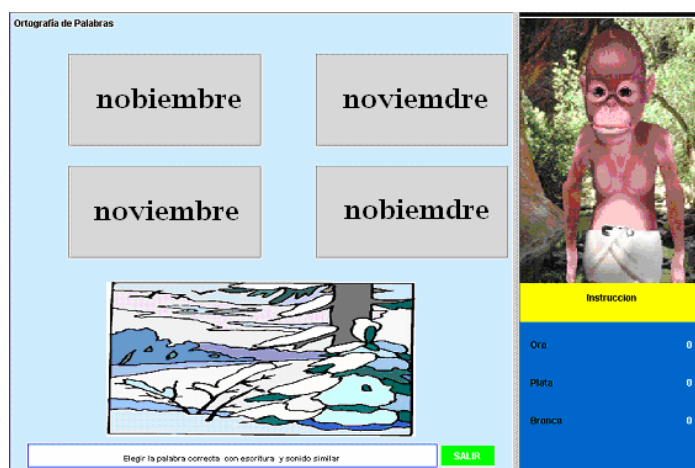 Ortografía de Palabras
nobiembre
noviemdre
noviembre
nobiemdre
Elegir la palabra correcta con escritura y sonido similar
SALIR
Instruccion
Oro 0
Plata 0
Bronce 0